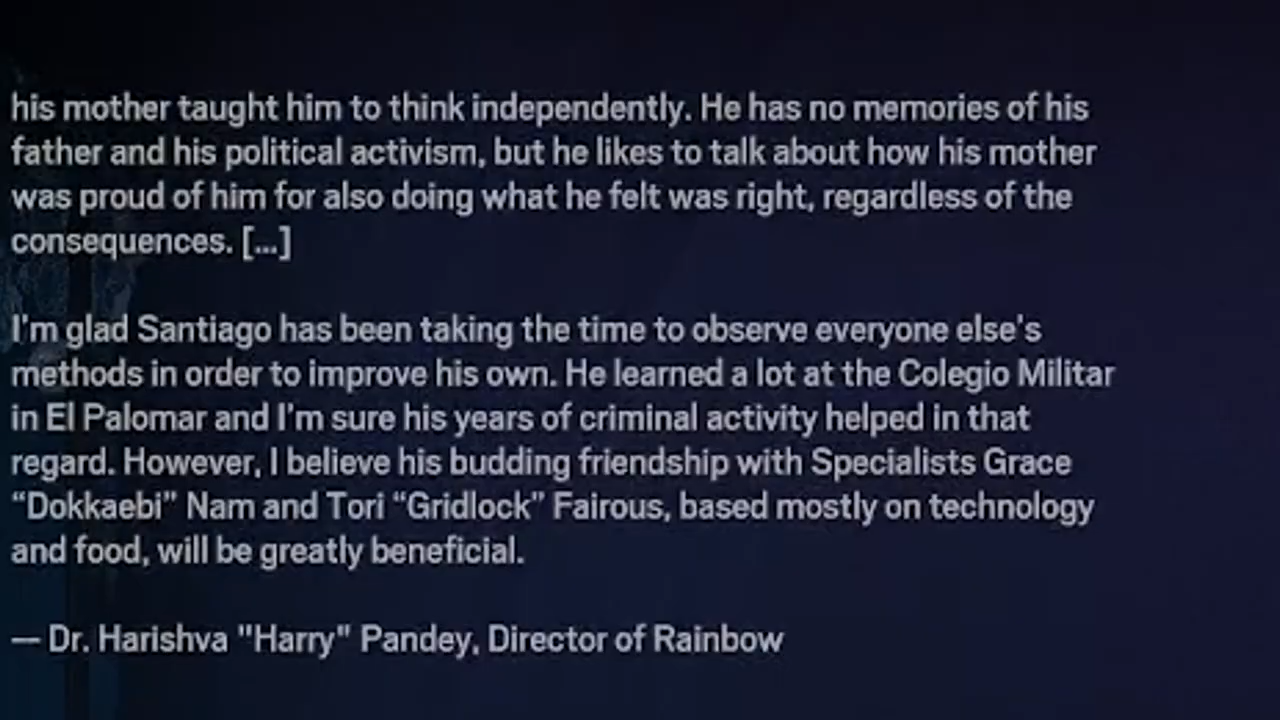 his mother taught him to think independently. He has no memories of his
father and his political activism, but he likes to talk about how his mother
was proud of him for also doing what he felt was right, regardless of the
consequences. [...]
I'm glad Santiago has been taking the time to observe everyone else's
methods in order to improve his own. He learned a lot at the Colegio Militar
in El Palomar and I'm sure his years of criminal activity helped in that
regard. However, I believe his budding friendship with Specialists Grace
“Dokkaebi” Nam and Tori “Gridlock” Fairous, based mostly on technology
and food, will be greatly beneficial.
— Dr. Harishva "Harry" Pandey, Director of Rainbow